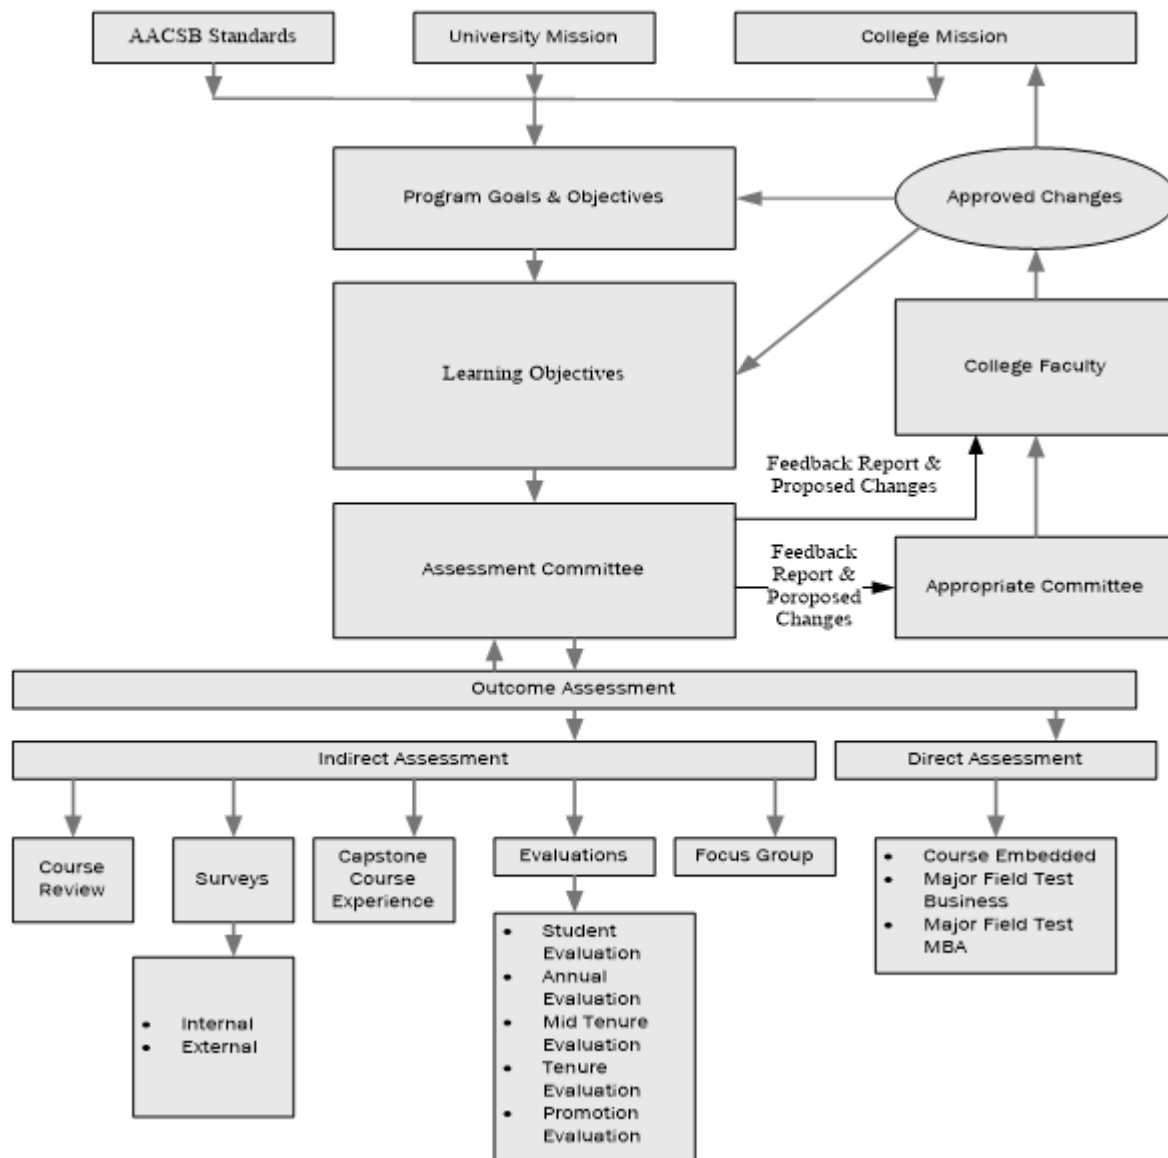 AACSB Standards
University Mission
College Mission
Program Goals & Objectives
Approved Changes
Learning Objectives
College Faculty
Feedback Report &
Proposed Changes
Assessment Committee
Feedback
Report &
Poroposed
Changes
Appropriate Committee
Outcome Assessment
Indirect Assessment
Direct Assessment
Course
Review
Surveys
Capstone
Course
Experience
Evaluations
Focus Group
• Course Embedded
• Major Field Test
Business
• Major Field Test
MBA
• Internal
• External
• Student
Evaluation
• Annual
Evaluation
• Mid Tenure
Evaluation
• Tenure
Evaluation
• Promotion
Evaluation